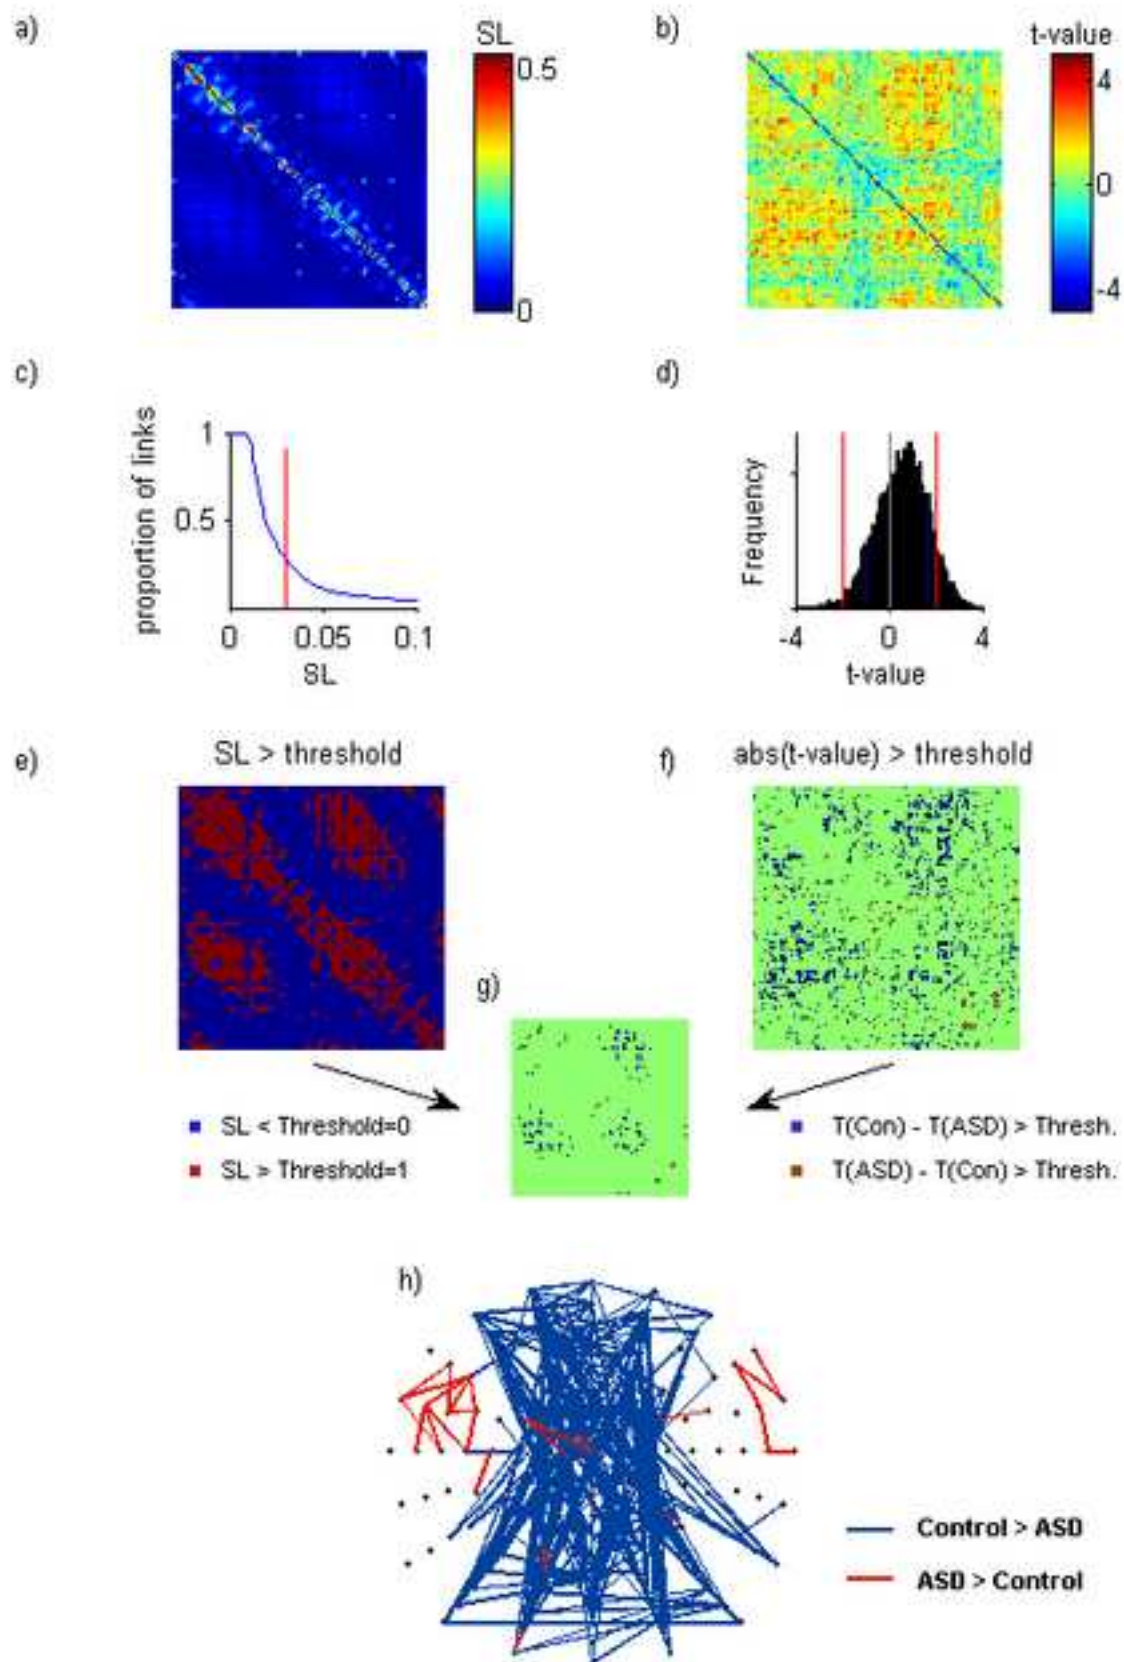 a)
SL
0.5
0
b)
t-value
4
0
-4
c)
proportion of links
1
0.5
0
0.05
0.1
SL
d)
Frequency
-4
0
4
t-value
e)
SL > threshold
f)
abs(t-value) > threshold
g)
SL < Threshold=0
SL > Threshold=1
T(Con) - T(ASD) > Thresh.
T(ASD) - T(Con) > Thresh.
h)
Control > ASD
ASD > Control